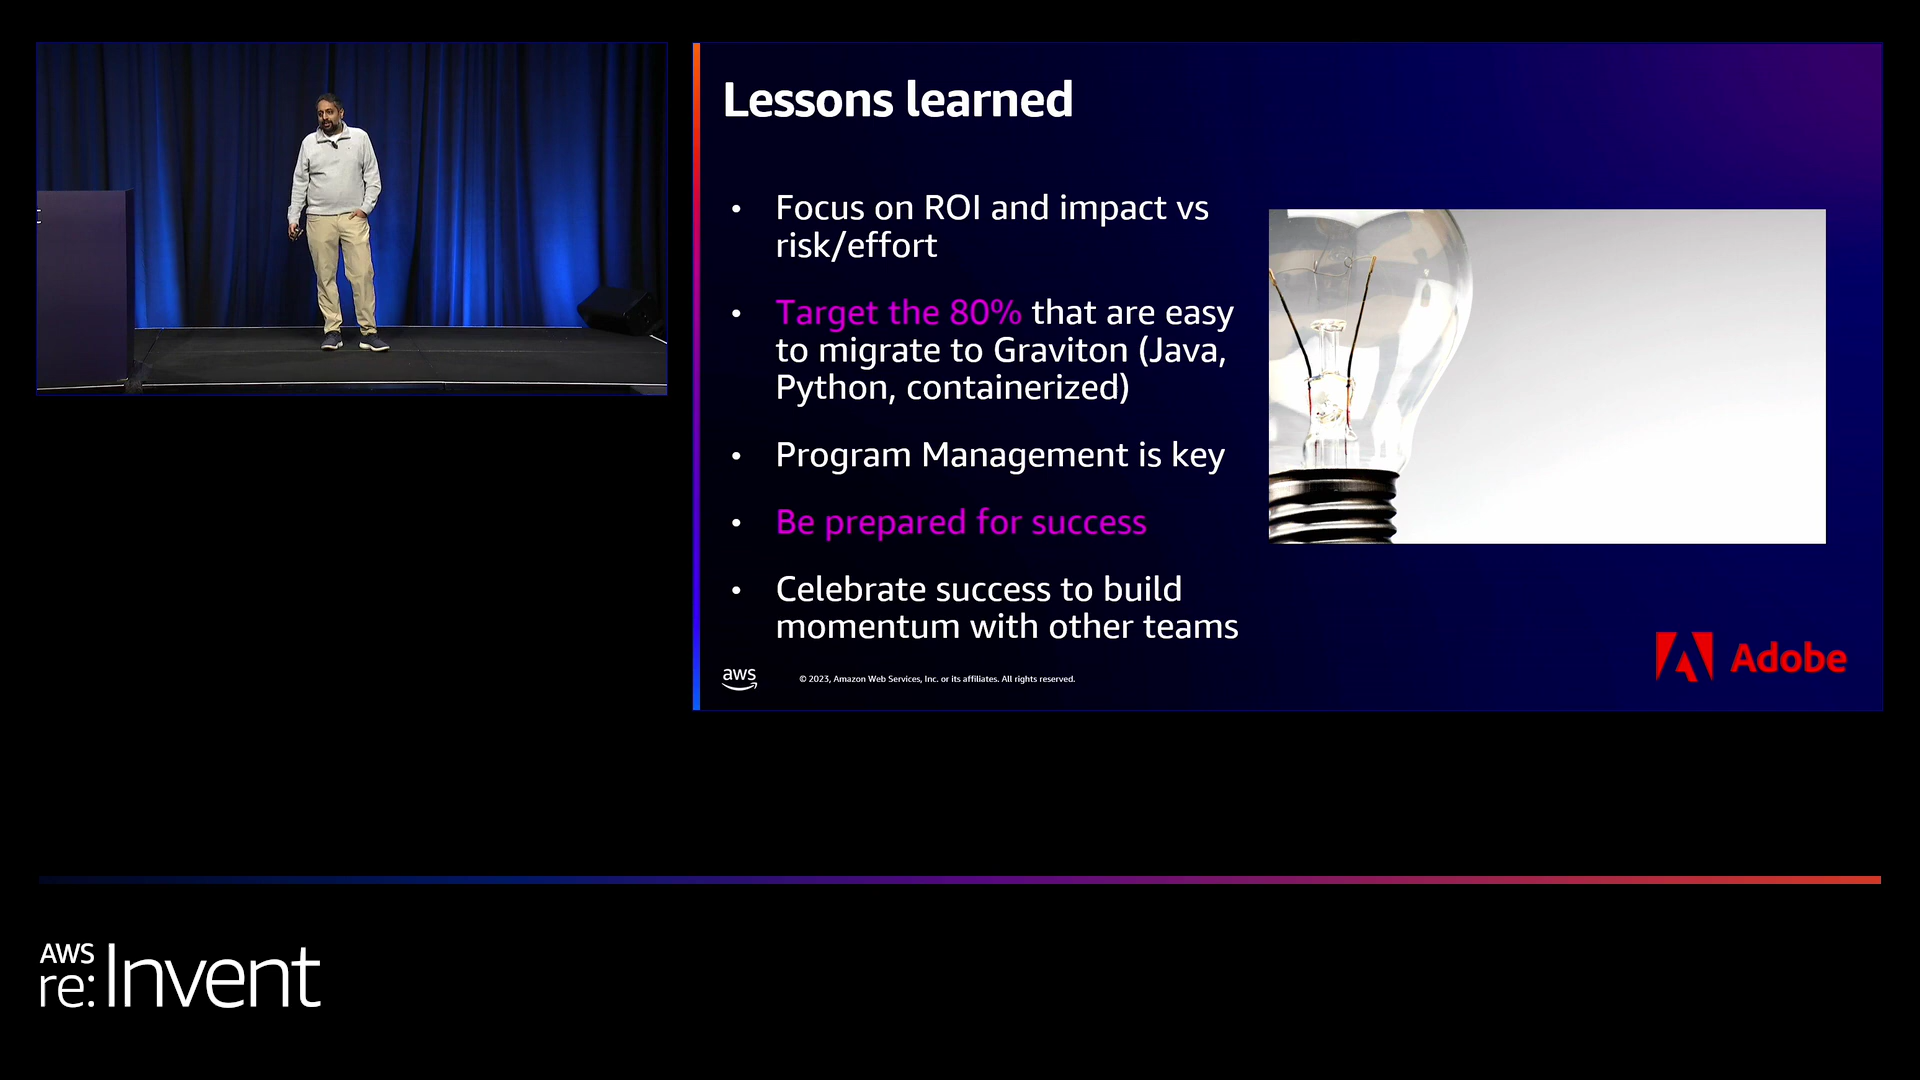 Lessons learned
• Focus on ROI and impact vs
risk/effort
• Target the 80% that are easy
to migrate to Graviton (Java,
Python, containerized)
• Program Management is key
• Be prepared for success
• Celebrate success to build
momentum with other teams
aws
© 2023, Amazon Web Services, Inc. or its affiliates. All rights reserved.
Adobe
AWS
re:Invent